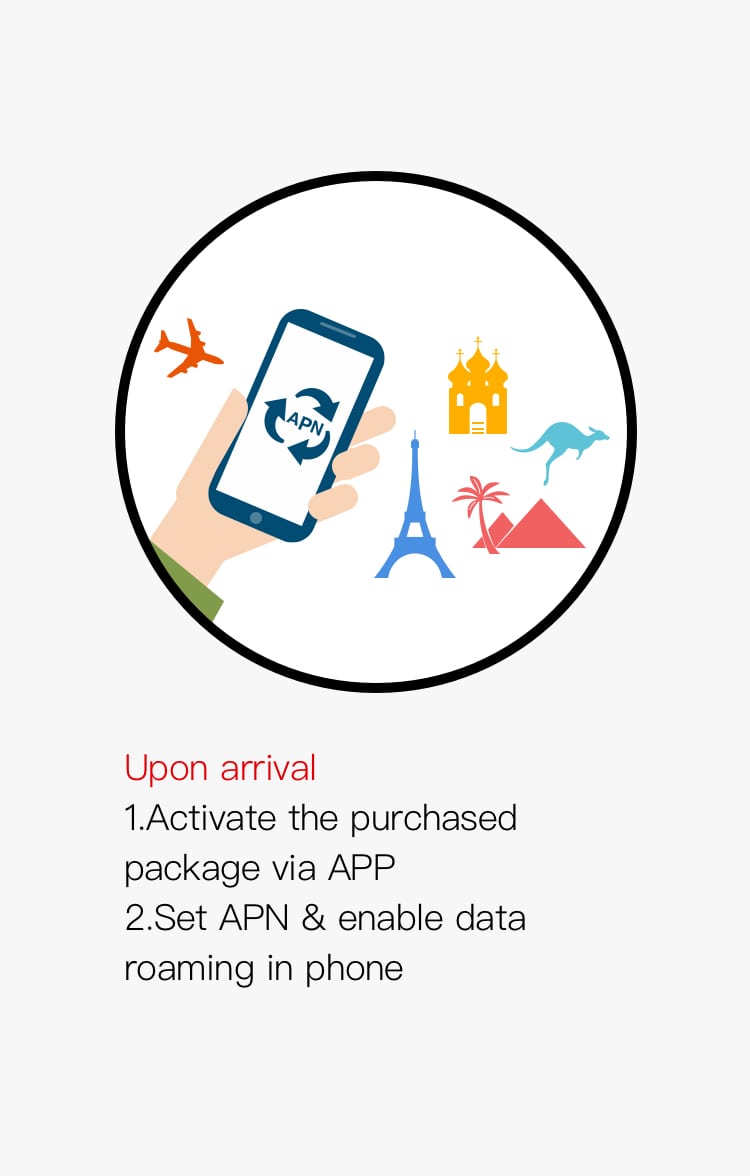 APN
Upon arrival
1.Activate the purchased
package via APP
2.Set APN & enable data
roaming in phone